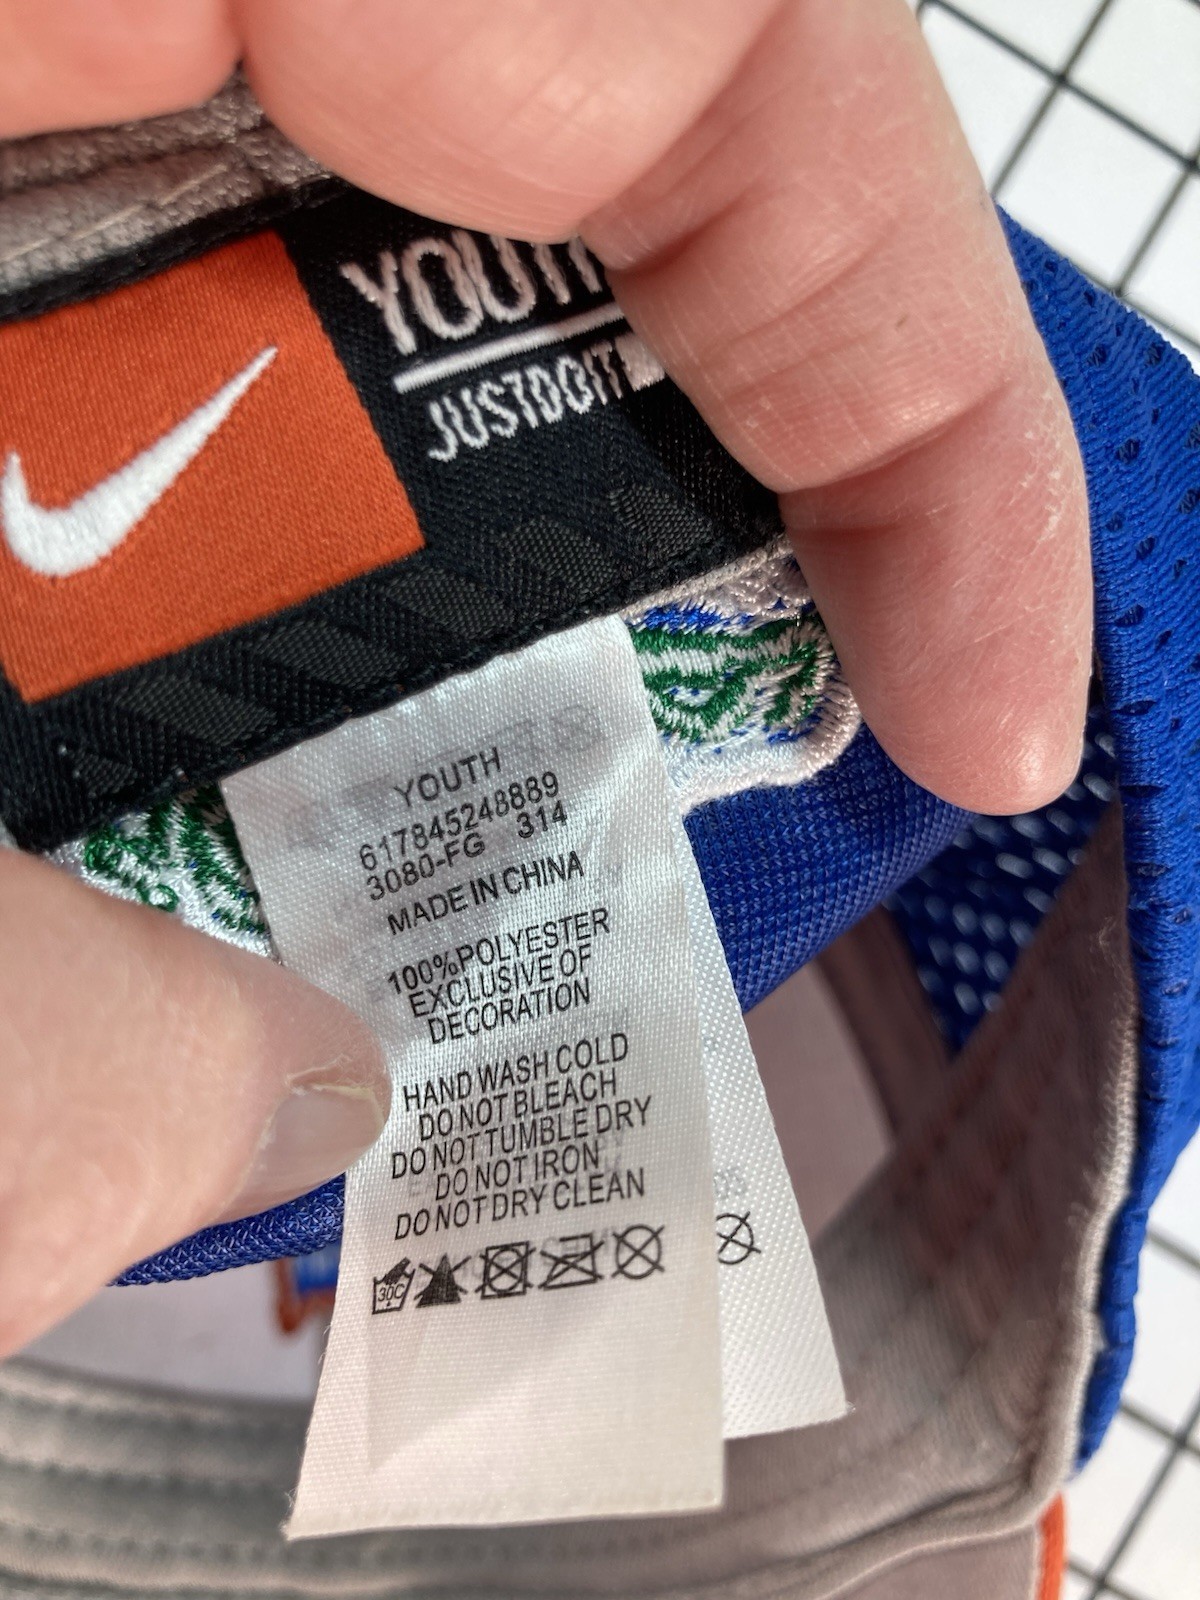 YOUTH
JUST DO IT
YOUTH
617845248889
3080-FG 314
MADE IN CHINA
100%POLYESTER
EXCLUSIVE OF
DECORATION
HAND WASH COLD
DO NOT BLEACH
DO NOT TUMBLE DRY
DO NOT IRON
DO NOT DRY CLEAN
30C